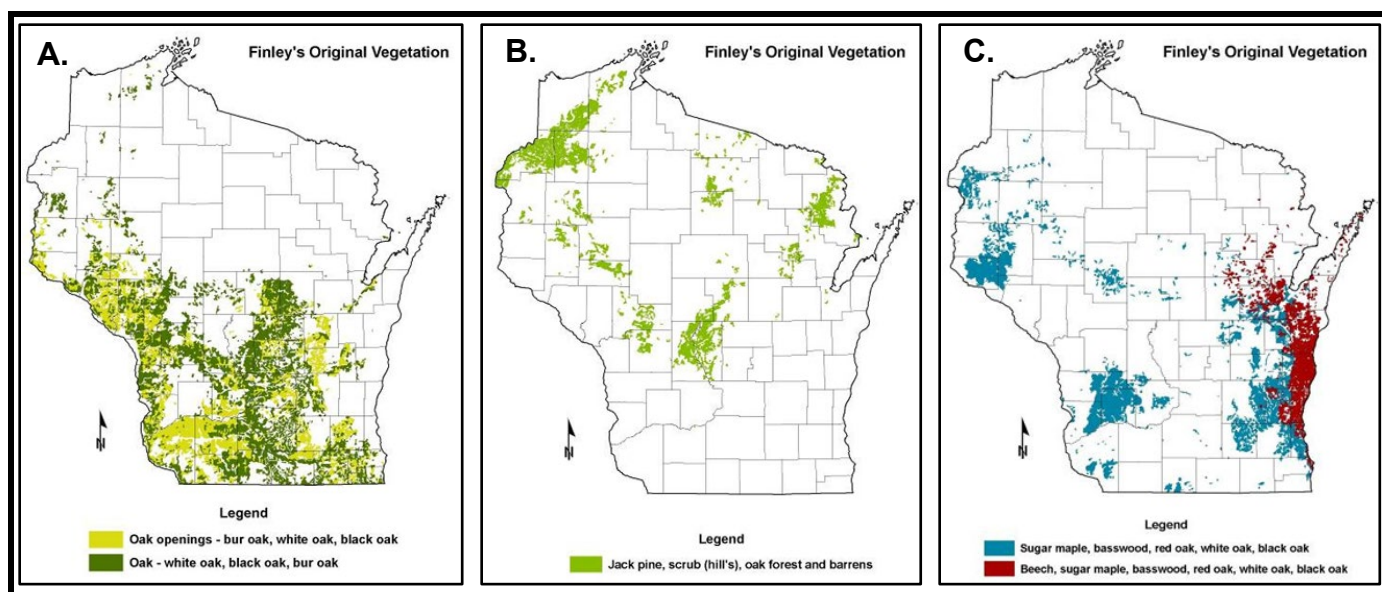 A.
Finley's Original Vegetation
N
Legend
Oak openings - bur oak, white oak, black oak
Oak - white oak, black oak, bur oak
B.
Finley's Original Vegetation
N
Legend
Jack pine, scrub (hill's), oak forest and barrens
C.
Finley's Original Vegetation
N
Legend
Sugar maple, basswood, red oak, white oak, black oak
Beech, sugar maple, basswood, red oak, white oak, black oak